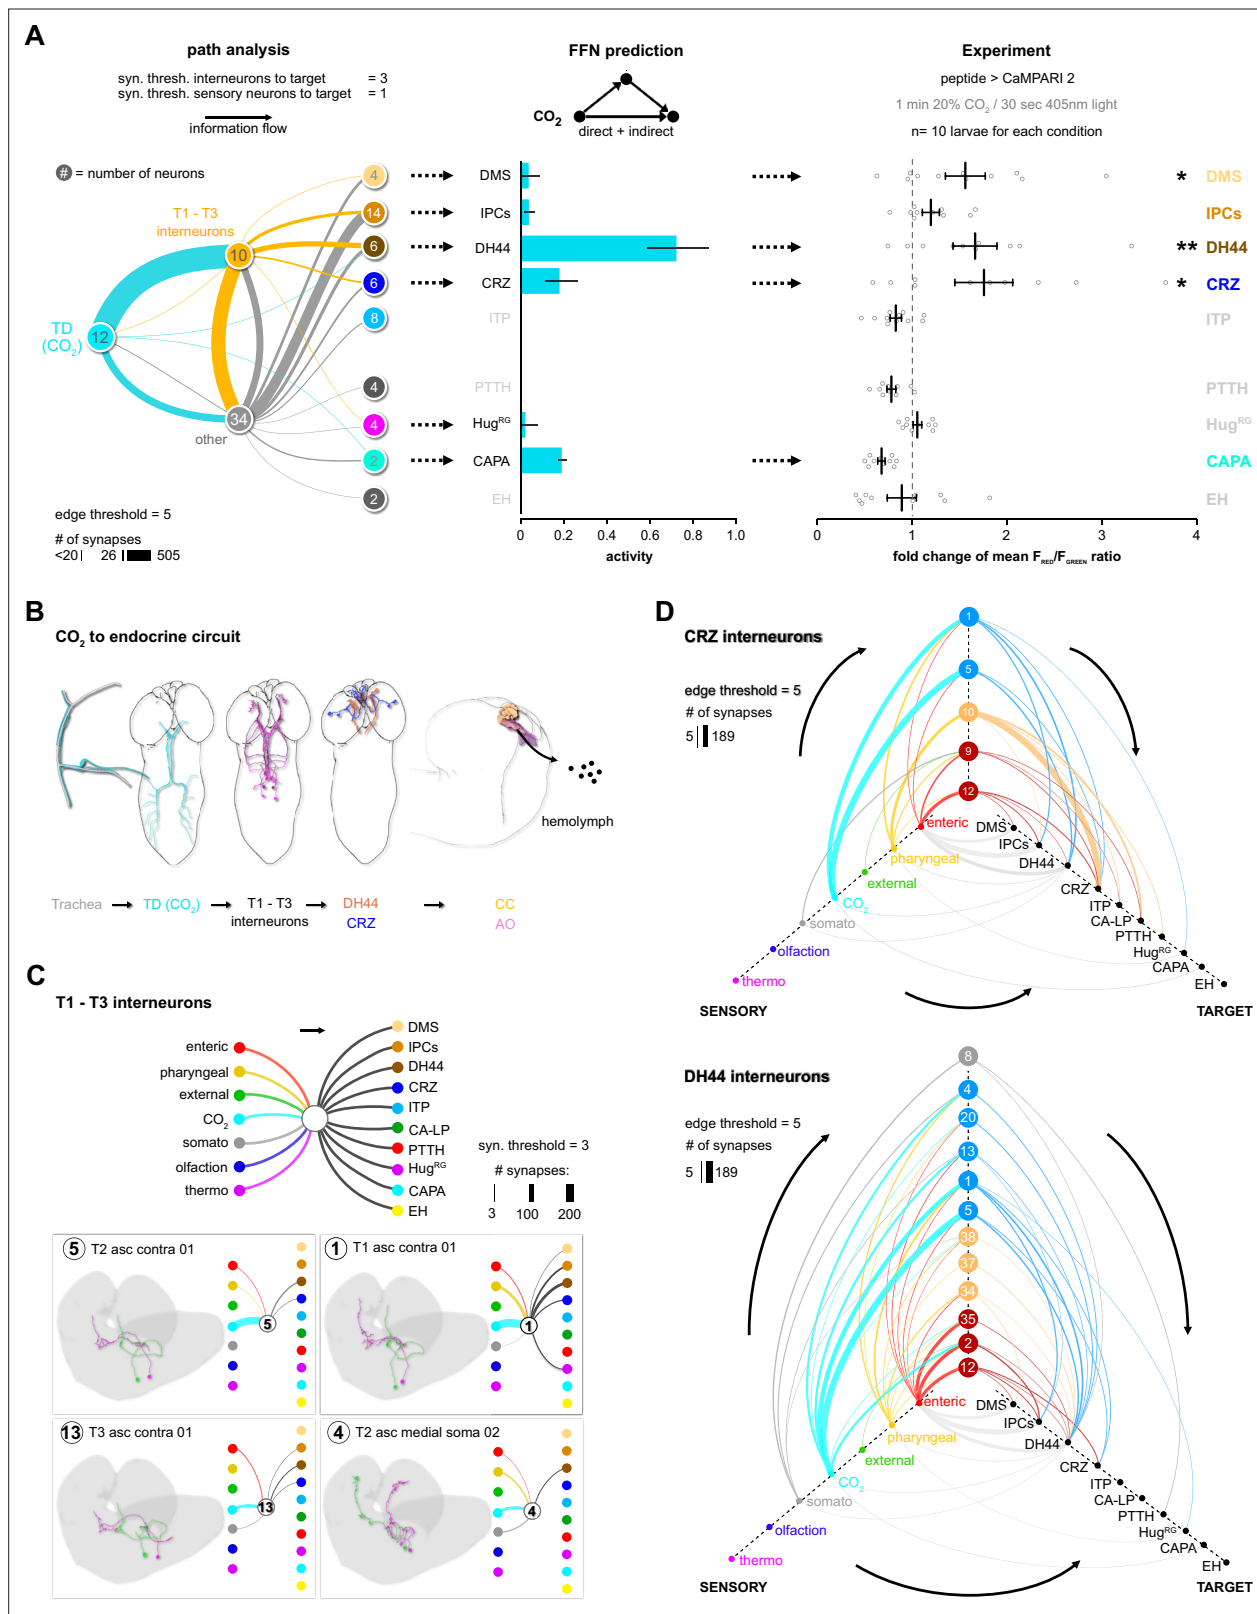 A
path analysis
syn. thresh. interneurons to target = 3
syn. thresh. sensory neurons to target = 1
information flow
# = number of neurons
T1 - T3
interneurons
TD
(CO2)
12
10
34
other
4
14
6
6
8
4
4
2
2
edge threshold = 5
# of synapses
<20 26 505
FFN prediction
CO2
direct + indirect
DMS
IPCs
DH44
CRZ
ITP
PTTH
HugRG
CAPA
EH
0 0.2 0.4 0.6 0.8 1.0
activity
Experiment
peptide > CaMPARI 2
1 min 20% CO2 / 30 sec 405nm light
n= 10 larvae for each condition
* DMS
IPCs
** DH44
* CRZ
ITP
PTTH
HugRG
CAPA
EH
0 1 2 3 4
fold change of mean FRED/FGREEN ratio
B
CO2 to endocrine circuit
hemolymph
Trachea
TD (CO2)
T1 - T3
interneurons
DH44
CRZ
CC
AO
C
T1 - T3 interneurons
enteric
pharyngeal
external
CO2
somato
olfaction
thermo
DMS
IPCs
DH44
CRZ
ITP
CA-LP
PTTH
HugRG
CAPA
EH
syn. threshold = 3
# synapses:
3 100 200
5 T2 asc contra 01
5
1 T1 asc contra 01
1
13 T3 asc contra 01
13
4 T2 asc medial soma 02
4
D
CRZ interneurons
edge threshold = 5
# of synapses
5 189
1
5
10
9
12
enteric
pharyngeal
external
CO2
somato
olfaction
thermo
SENSORY
DMS
IPCs
DH44
CRZ
ITP
CA-LP
PTTH
HugRG
CAPA
EH
TARGET
DH44 interneurons
edge threshold = 5
# of synapses
5 189
8
4
20
13
1
5
38
37
34
35
2
12
enteric
pharyngeal
external
CO2
somato
olfaction
thermo
SENSORY
DMS
IPCs
DH44
CRZ
ITP
CA-LP
PTTH
HugRG
CAPA
EH
TARGET